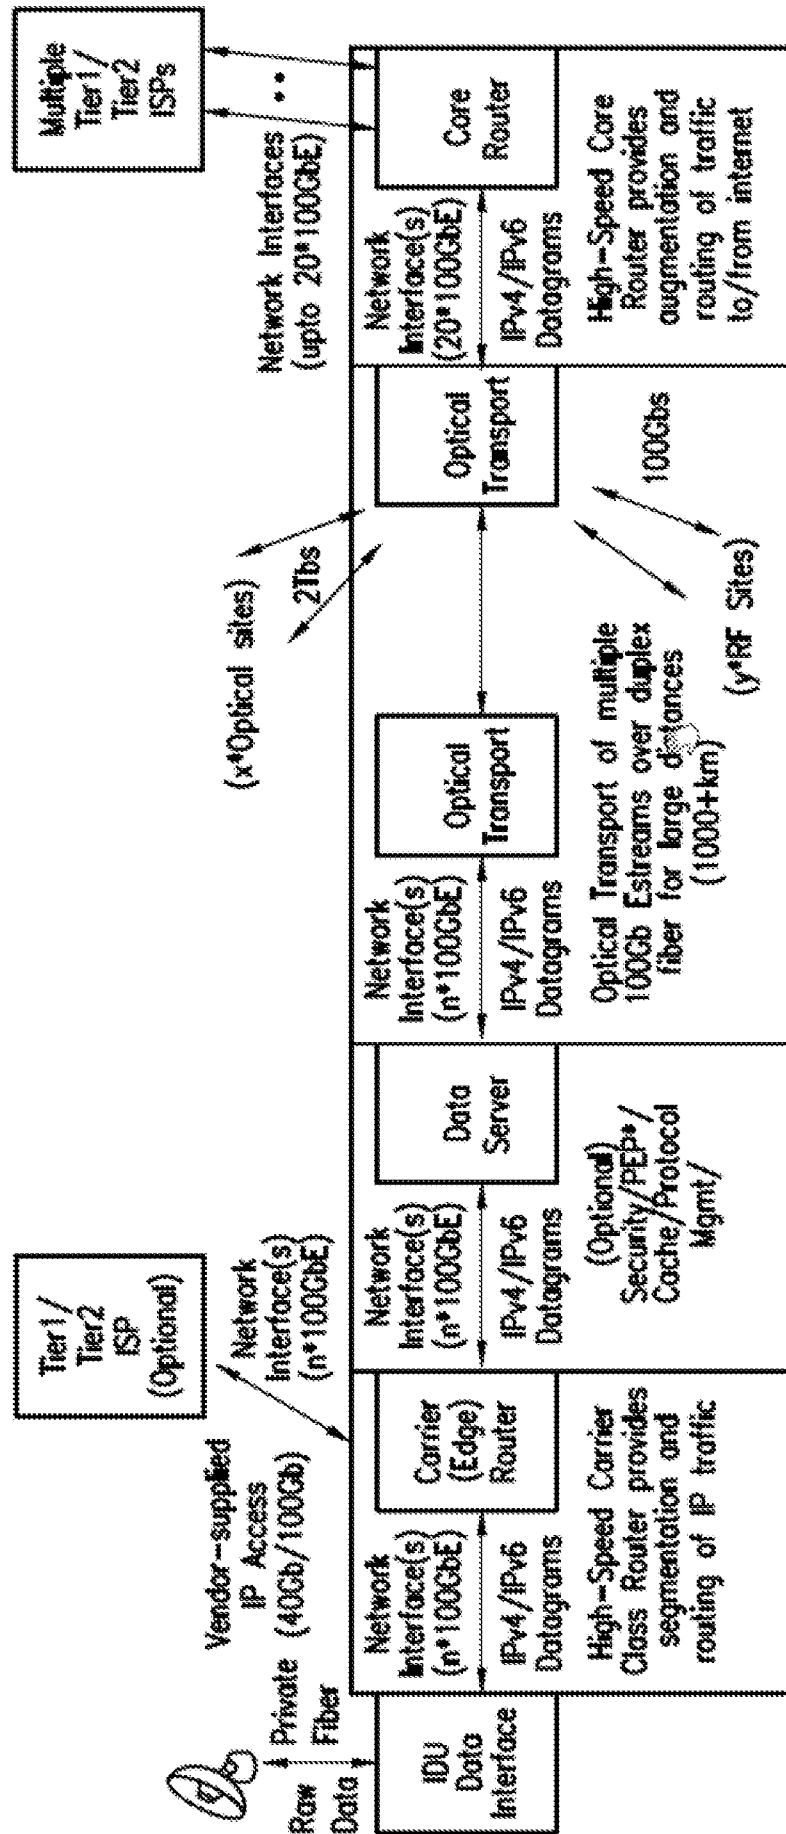 Raw
Data
Private
Fiber
IDU
Data
Interface
Vendor-supplied
IP Access
(40Gb/100Gb)
Tier1/
Tier2
ISP
(Optional)
Network
Interface(s)
(n*100GbE)
Network
Interface(s)
(n*100GbE)
IPv4/IPv6
Datagrams
Carrier
(Edge)
Router
High-Speed Carrier
Class Router provides
segmentation and
routing of IP traffic
Network
Interface(s)
(n*100GbE)
IPv4/IPv6
Datagrams
Data
Server
(Optional)
Security/PEP*/
Cache/Protocol
Mgmt/
Network
Interface(s)
(n*100GbE)
IPv4/IPv6
Datagrams
Optical
Transport
Optical Transport of multiple
100Gb Estreams over duplex
fiber for large distances
(1000+km)
(x*Optical sites)
2Tbs
Optical
Transport
100Gbs
(y*RF Sites)
Network Interfaces
(upto 20*100GbE)
Multiple
Tier1/
Tier2
ISPs
Network
Interface(s)
(20*100GbE)
IPv4/IPv6
Datagrams
Core
Router
High-Speed Core
Router provides
augmentation and
routing of traffic
to/from internet